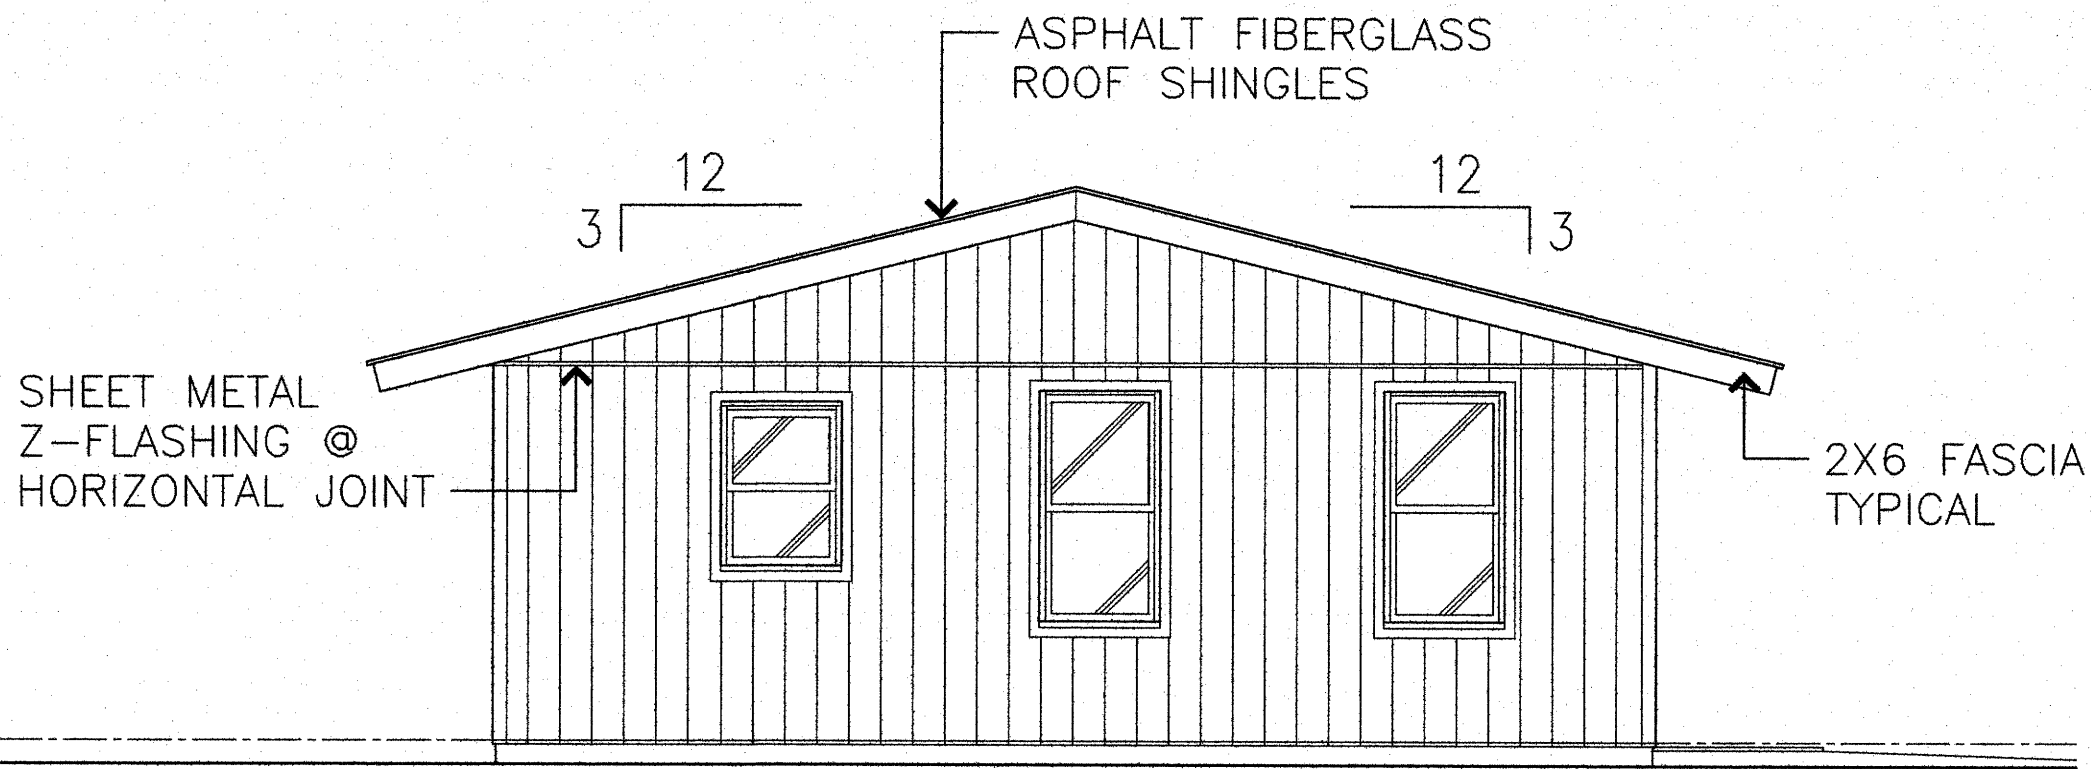 ASPHALT FIBERGLASS
ROOF SHINGLES
12
3
12
3
SHEET METAL
Z-FLASHING @
HORIZONTAL JOINT
2X6 FASCIA
TYPICAL